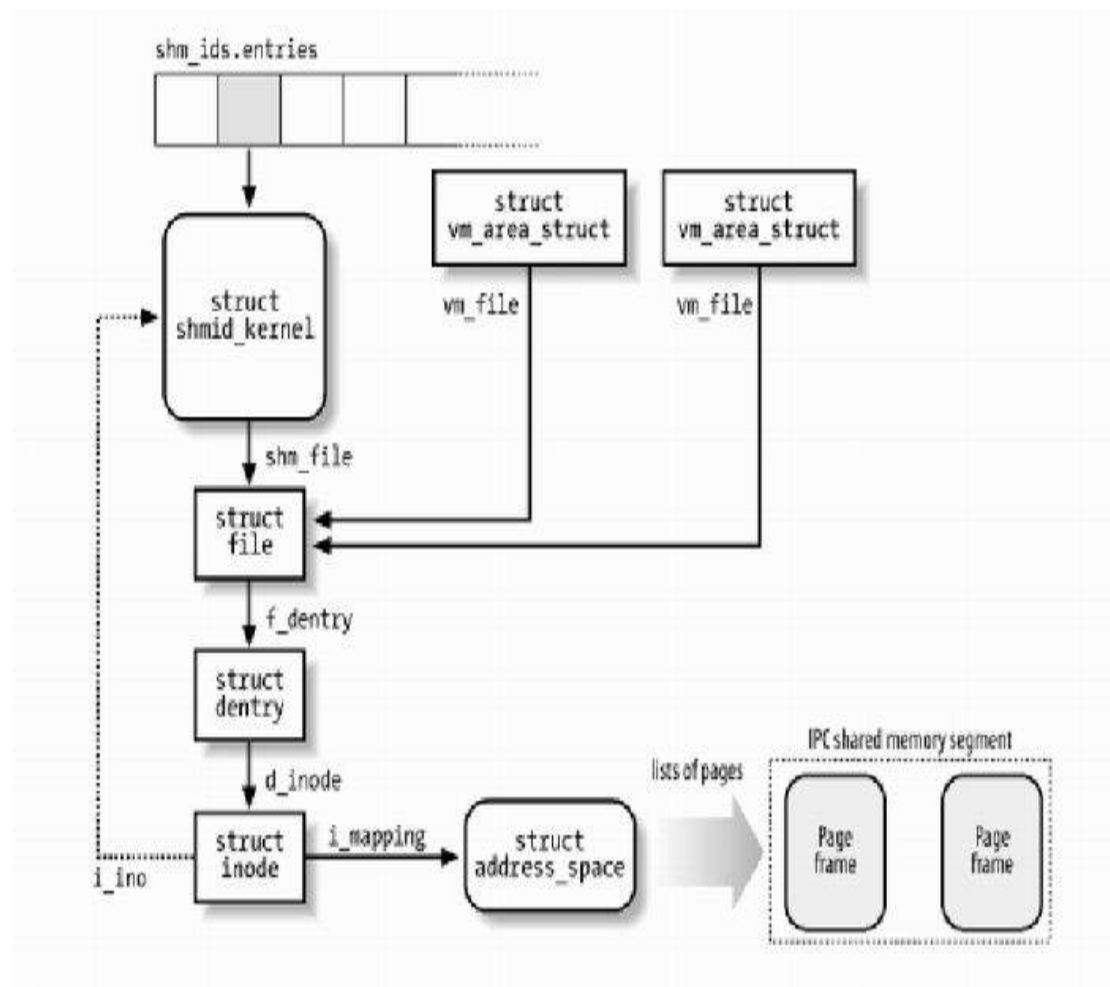 shm_ids.entries
struct
vm_area_struct
struct
vm_area_struct
vm_file
vm_file
struct
shmid_kernel
shm_file
struct
file
f_dentry
struct
dentry
d_inode
struct
inode
i_ino
i_mapping
struct
address_space
lists of pages
IPC shared memory segment
Page
frame
Page
frame